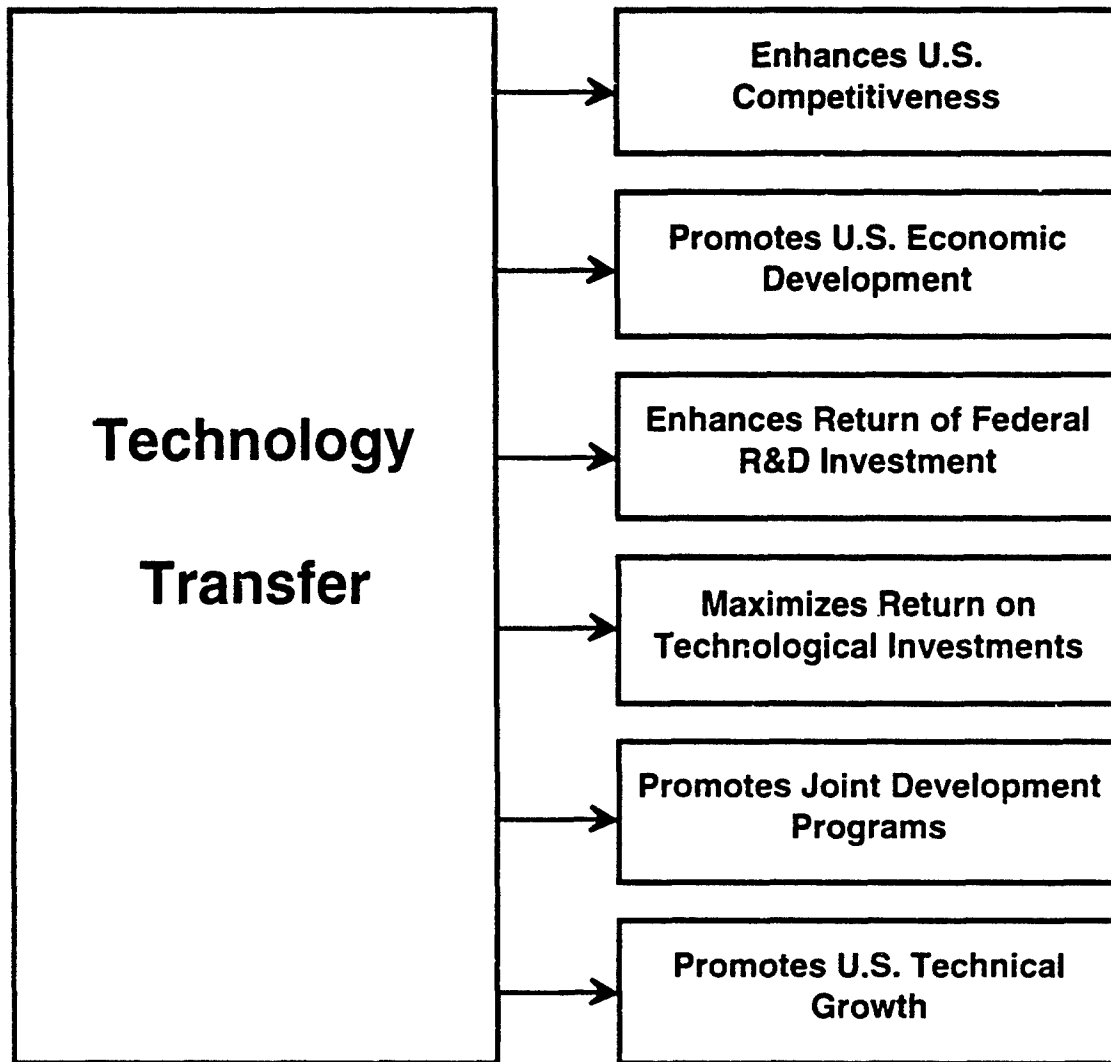 Technology
Transfer
Enhances U.S.
Competitiveness
Promotes U.S. Economic
Development
Enhances Return of Federal
R&D Investment
Maximizes Return on
Technological Investments
Promotes Joint Development
Programs
Promotes U.S. Technical
Growth